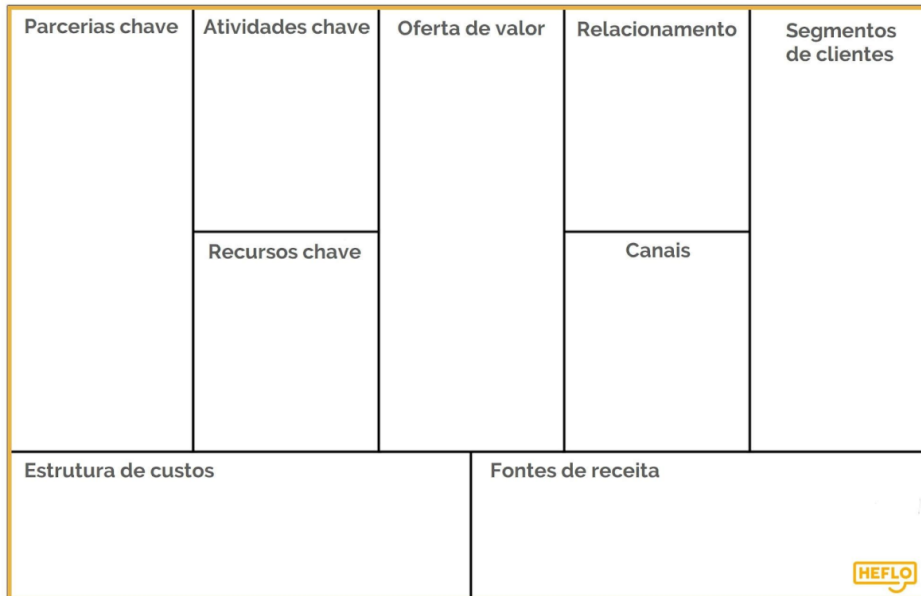 Parcerias chave
Atividades chave
Oferta de valor
Relacionamento
Segmentos
de clientes
Recursos chave
Canais
Estrutura de custos
Fontes de receita
HEFLO